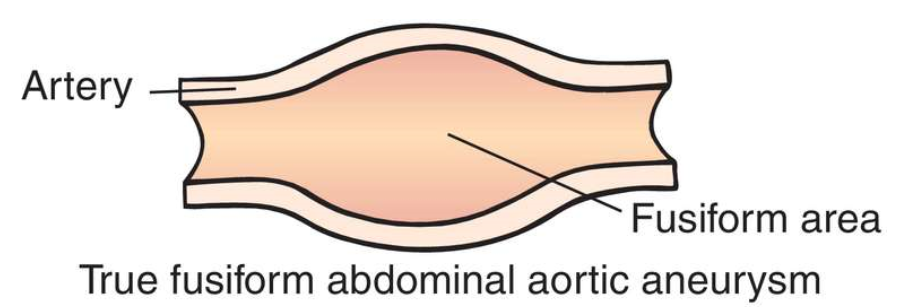 Artery
Fusiform area
True fusiform abdominal aortic aneurysm